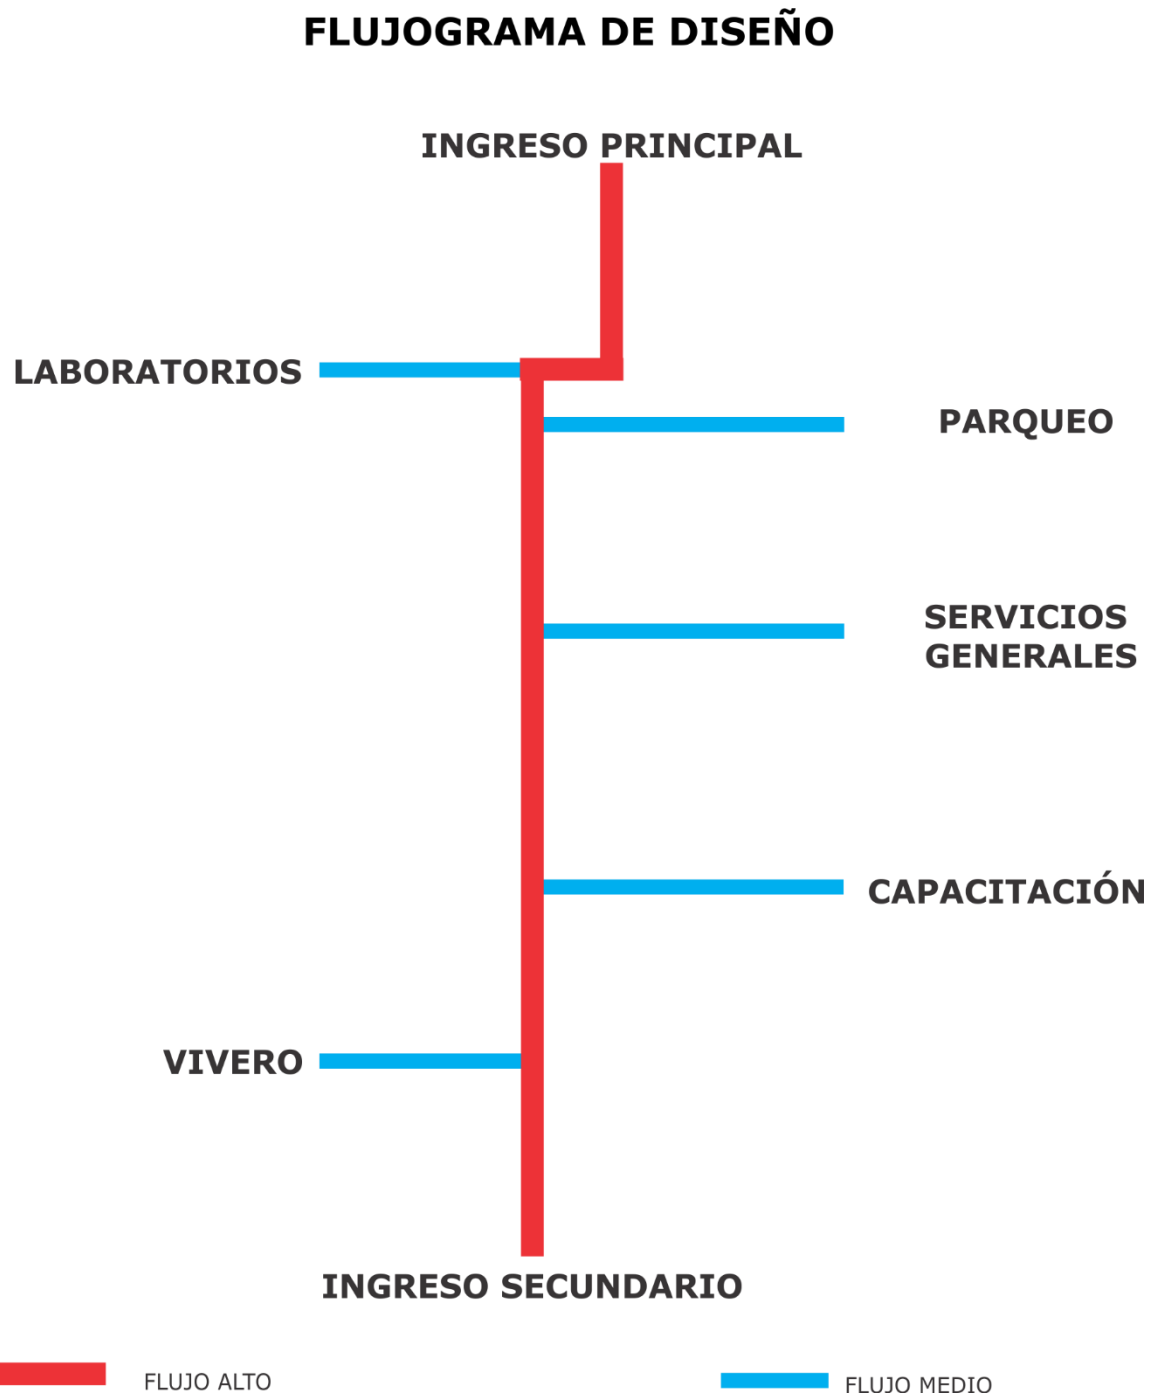 FLUJOGRAMA DE DISEÑO
INGRESO PRINCIPAL
LABORATORIOS
PARQUEO
SERVICIOS
GENERALES
CAPACITACIÓN
VIVERO
INGRESO SECUNDARIO
FLUJO ALTO
FLUJO MEDIO